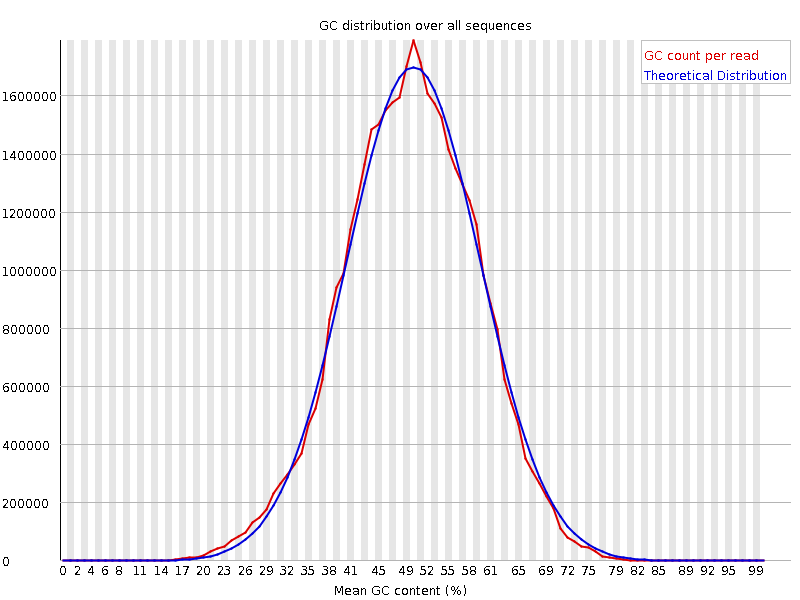 GC distribution over all sequences
GC count per read
Theoretical Distribution
1600000
1400000
1200000
1000000
800000
600000
400000
200000
0
0 2 4 6 8 11 14 17 20 23 26 29 32 35 38 41 45 49 52 55 58 61 65 69 72 75 79 82 85 89 92 95 99
Mean GC content (%)